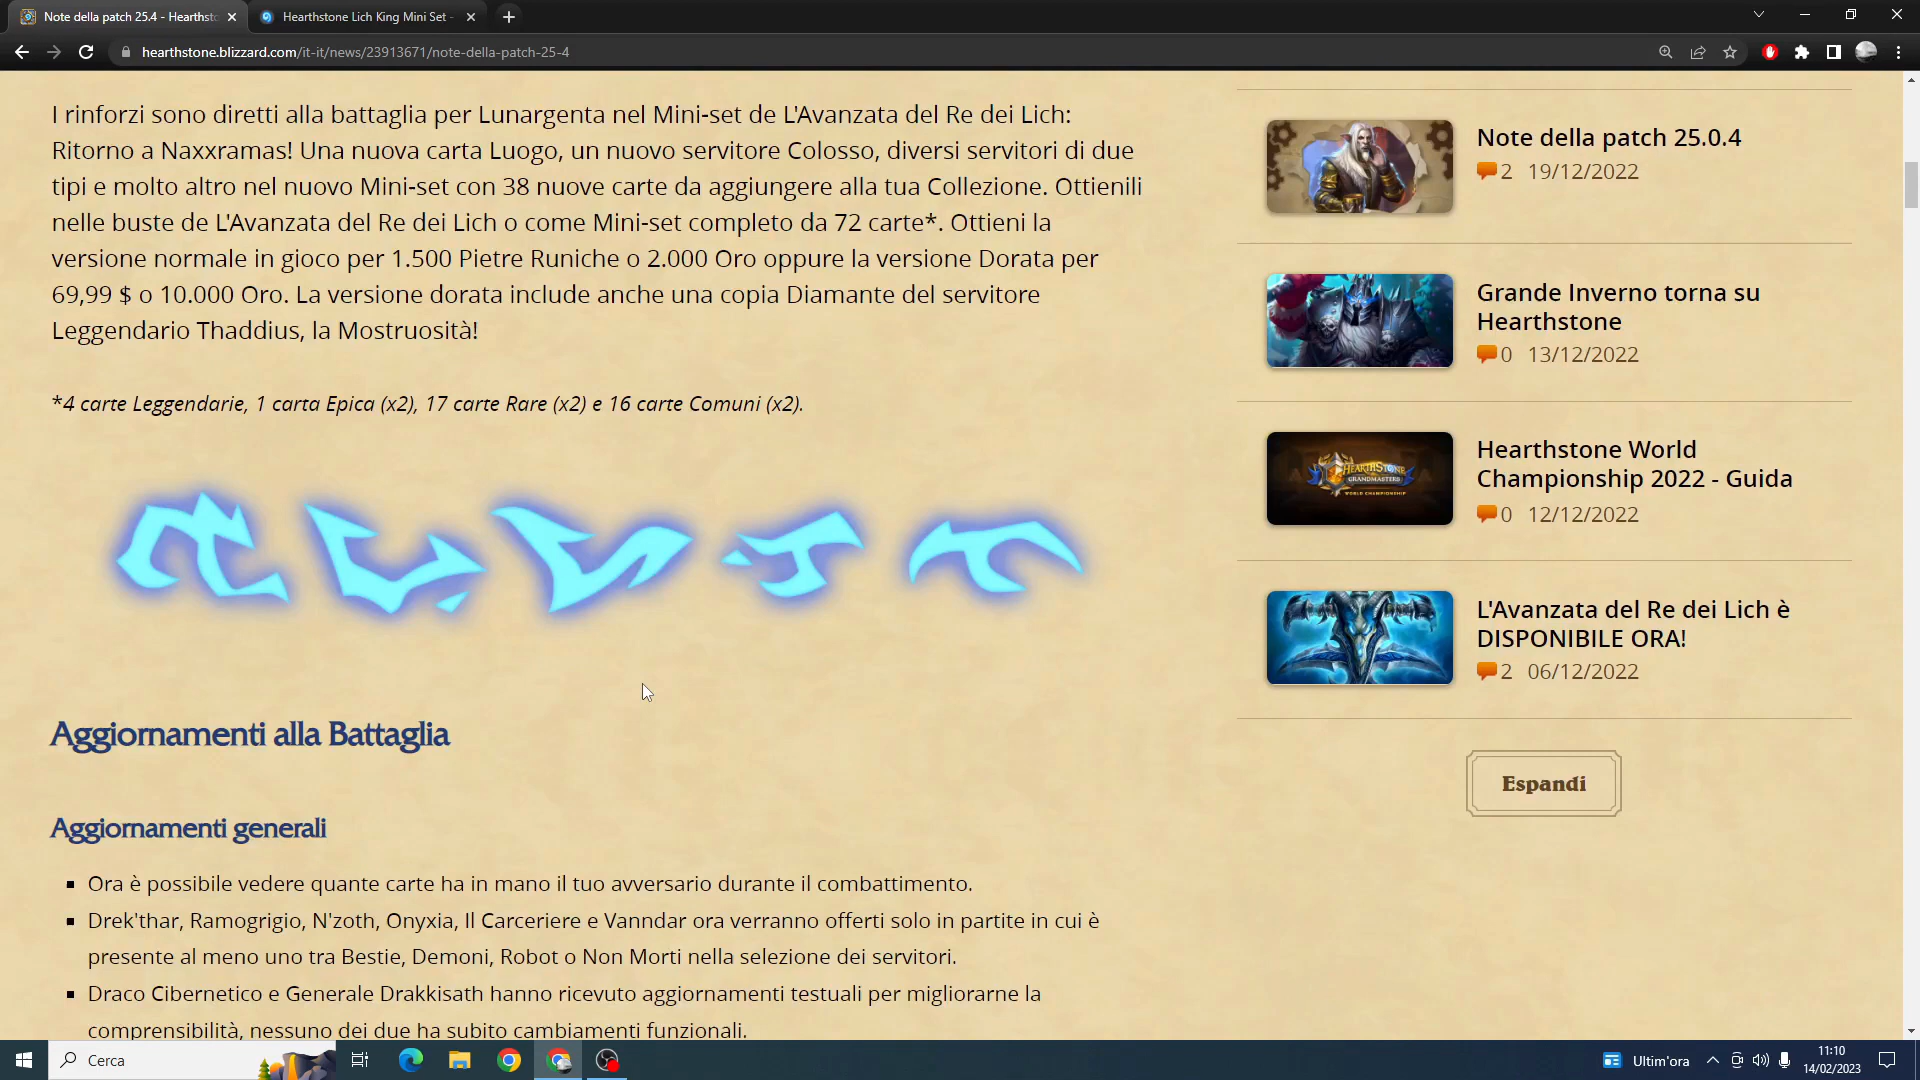 Note della patch 25.4 - Hearthsto
Hearthstone Lich King Mini Set -
hearthstone.blizzard.com/it-it/news/23913671/note-della-patch-25-4
I rinforzi sono diretti alla battaglia per Lunargenta nel Mini-set de L'Avanzata del Re dei Lich:
Ritorno a Naxxramas! Una nuova carta Luogo, un nuovo servitore Colosso, diversi servitori di due
tipi e molto altro nel nuovo Mini-set con 38 nuove carte da aggiungere alla tua Collezione. Ottienili
nelle buste de L'Avanzata del Re dei Lich o come Mini-set completo da 72 carte*. Ottieni la
versione normale in gioco per 1.500 Pietre Runiche o 2.000 Oro oppure la versione Dorata per
69,99 $ o 10.000 Oro. La versione dorata include anche una copia Diamante del servitore
Leggendario Thaddius, la Mostruosità!
*4 carte Leggendarie, 1 carta Epica (x2), 17 carte Rare (x2) e 16 carte Comuni (x2).
Aggiornamenti alla Battaglia
Aggiornamenti generali
Ora è possibile vedere quante carte ha in mano il tuo avversario durante il combattimento.
Drek'thar, Ramogrigio, N'zoth, Onyxia, Il Carceriere e Vanndar ora verranno offerti solo in partite in cui è
presente al meno uno tra Bestie, Demoni, Robot o Non Morti nella selezione dei servitori.
Draco Cibernetico e Generale Drakkisath hanno ricevuto aggiornamenti testuali per migliorarne la
comprensibilità, nessuno dei due ha subito cambiamenti funzionali.
Note della patch 25.0.4
2 19/12/2022
Grande Inverno torna su
Hearthstone
0 13/12/2022
HEARTHSTONE
GRANDMASTERS
WORLD CHAMPIONSHIP
Hearthstone World
Championship 2022 - Guida
0 12/12/2022
L'Avanzata del Re dei Lich è
DISPONIBILE ORA!
2 06/12/2022
Espandi
Cerca
Ultim'ora
11:10
14/02/2023